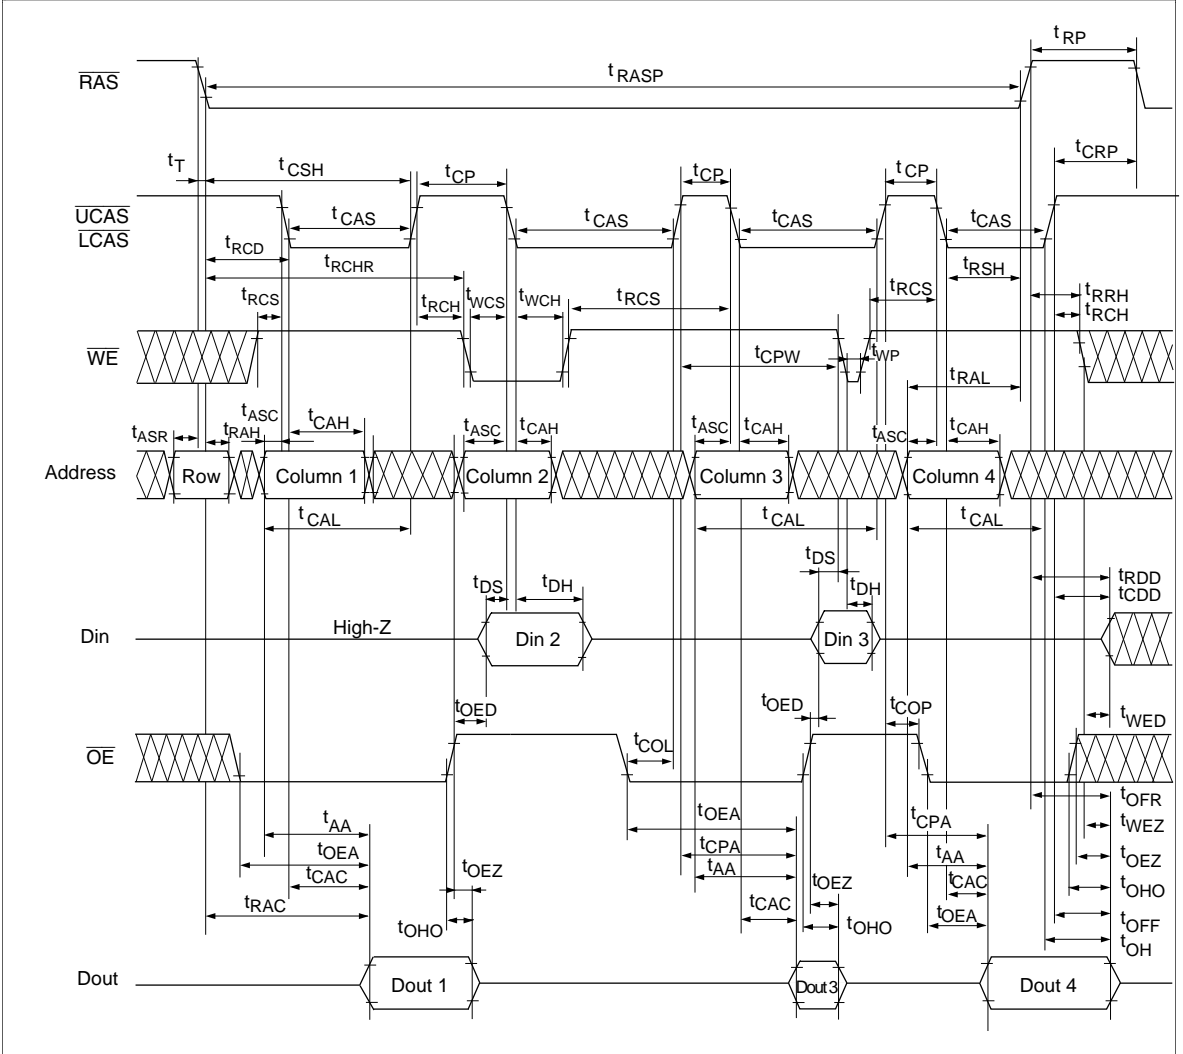 tRP
RAS
tRASP
tT
tCSH
tCP
tCP
tCP
tCRP
UCAS
LCAS
tCAS
tCAS
tCAS
tCAS
tRCD
tRCHR
tRSH
tRCS
tRCH
tWCS
tWCH
tRCS
tRCS
tRRH
tRCH
WE
tCPW
tWP
tRAL
tASR
tRAH
tASC
tCAH
tASC
tCAH
tASC
tCAH
tASC
tCAH
Address
Row
Column 1
Column 2
Column 3
Column 4
tCAL
tCAL
tCAL
tDS
tDH
tDS
tDH
tRDD
tCDD
Din
High-Z
Din 2
Din 3
tOED
tOED
tCOP
tWED
OE
tCOL
tOEA
tCPA
tOFR
tAA
tWEZ
tOEA
tOEZ
tCPA
tAA
tOEZ
tCAC
tAA
tOEZ
tCAC
tOHO
tRAC
tOHO
tCAC
tOHO
tOEA
tOFF
tOH
Dout
Dout 1
Dout 3
Dout 4